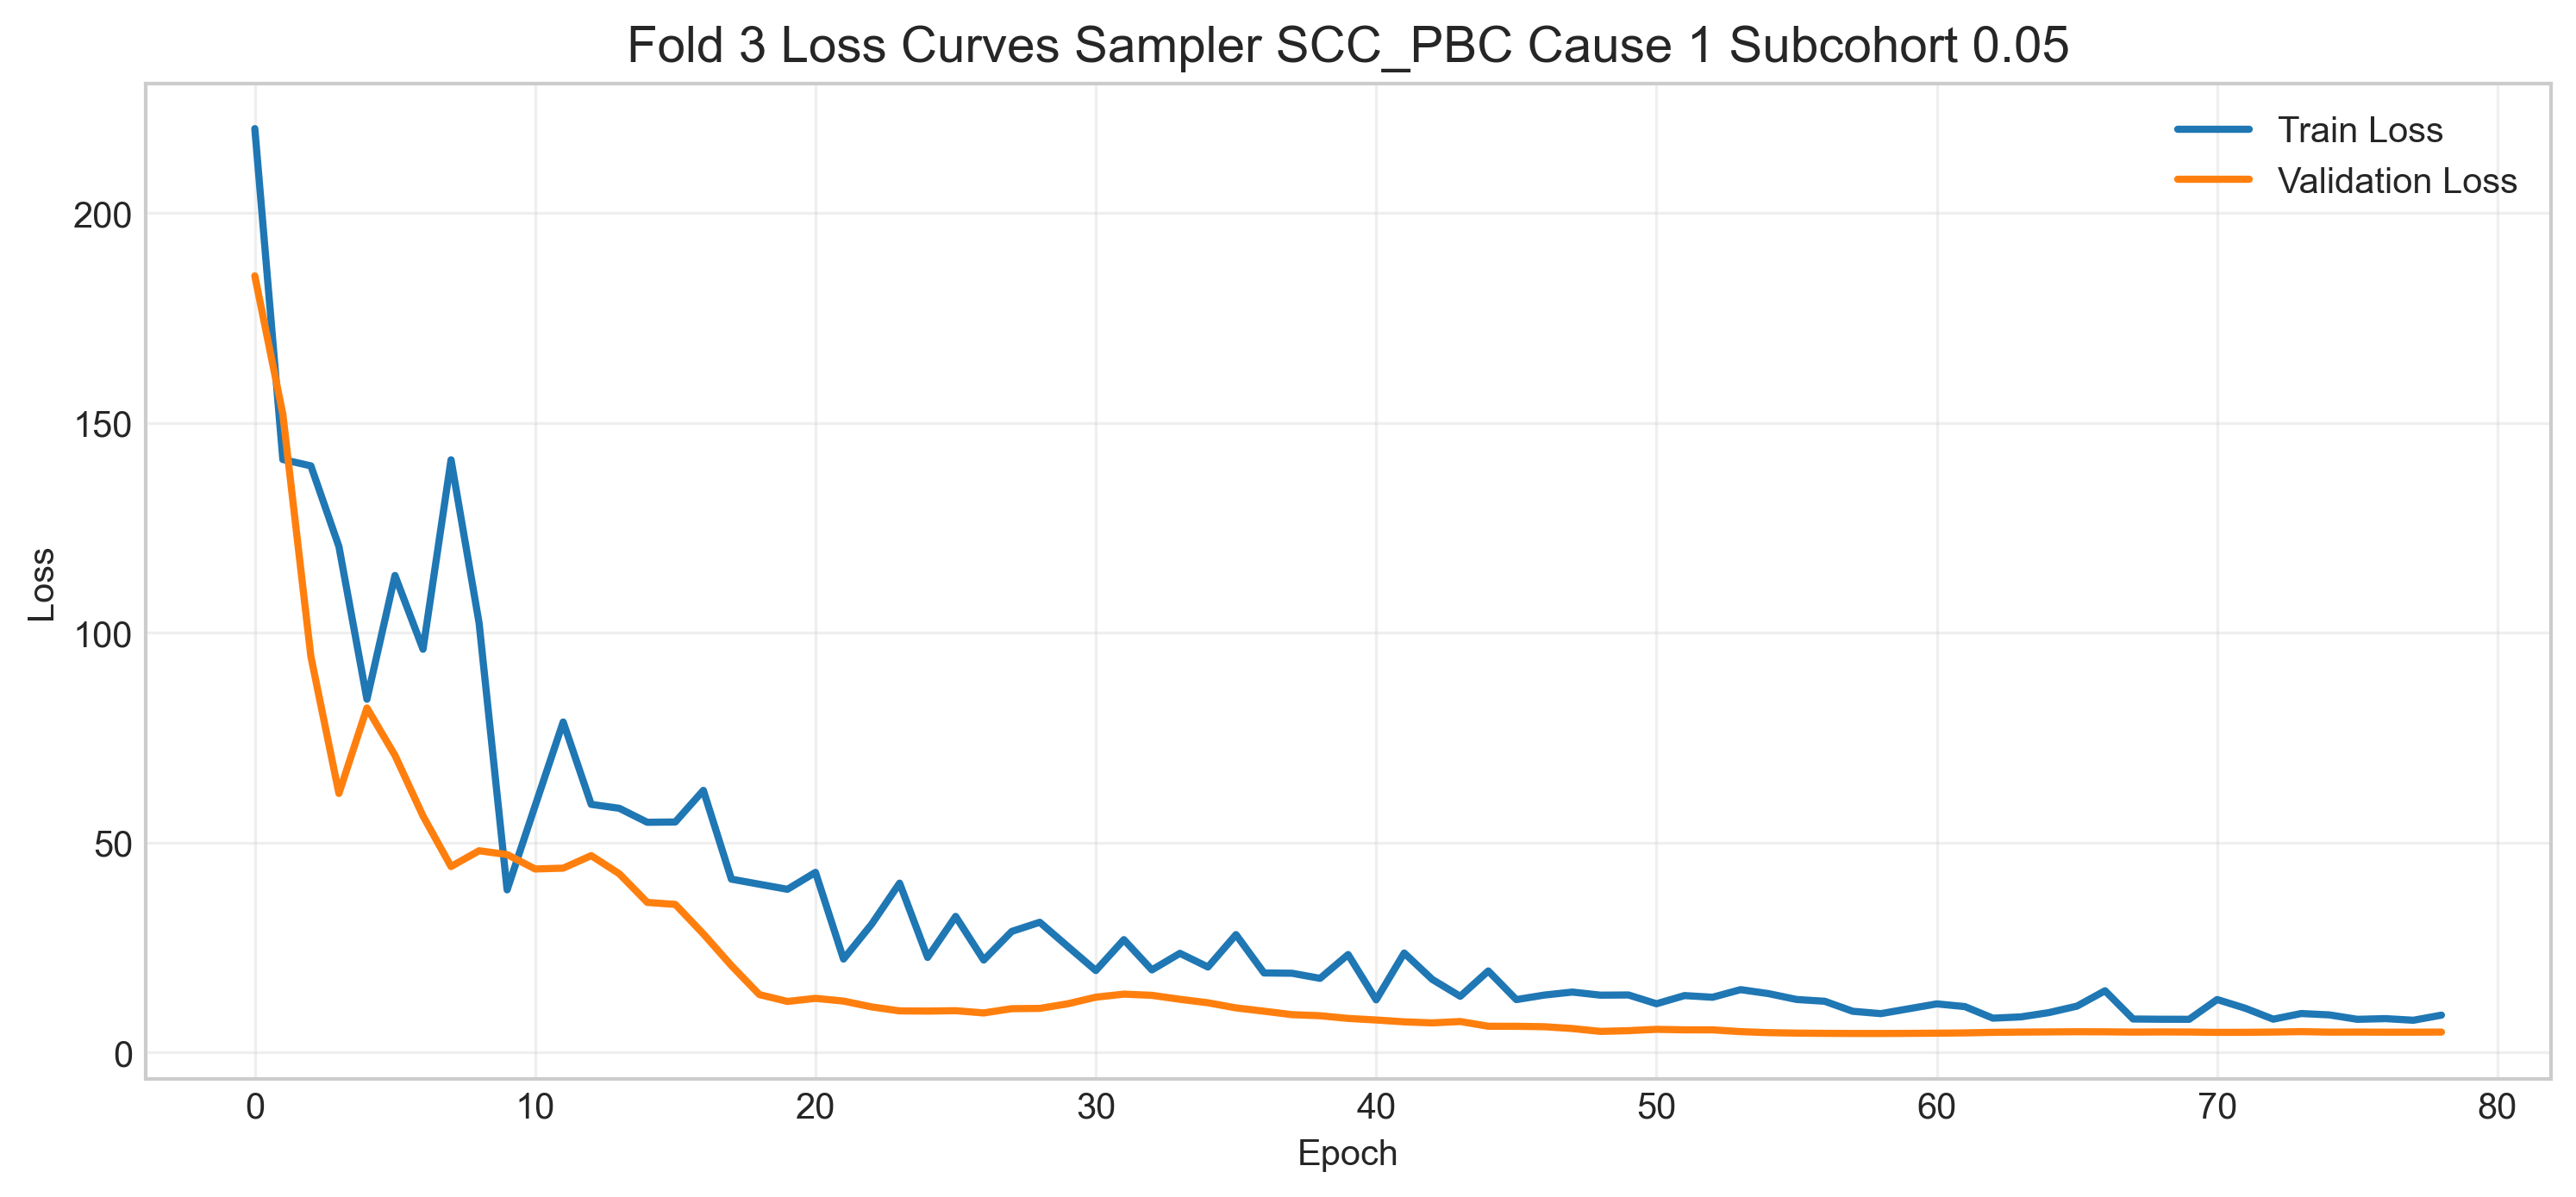 Fold 3 Loss Curves Sampler SCC_PBC Cause 1 Subcohort 0.05
Train Loss
Validation Loss
Loss
200
150
100
50
0
0 10 20 30 40 50 60 70 80
Epoch